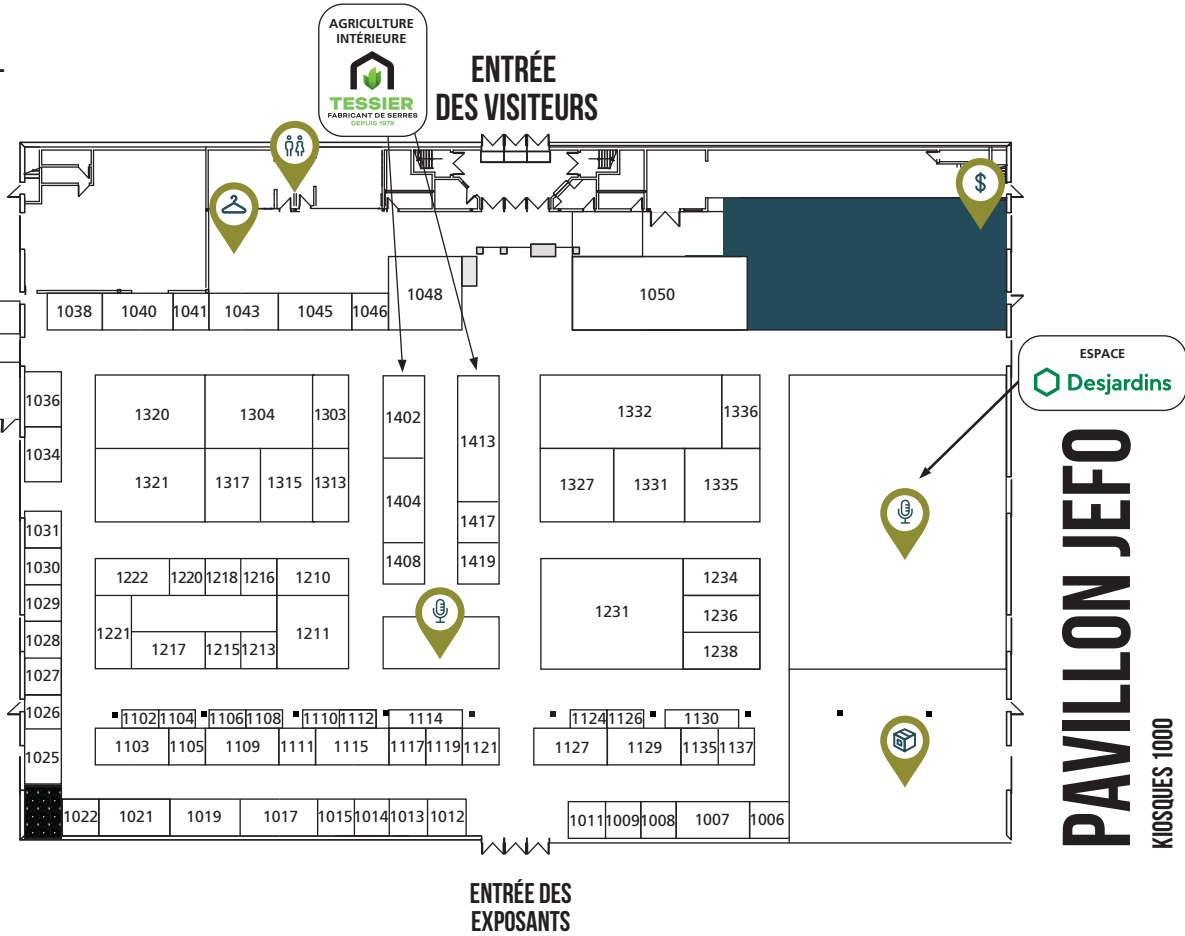 AGRICULTURE
INTÉRIEURE
TESSIER
FABRICANT DE SERRES
DEPUIS 1979
ENTRÉE
DES VISITEURS
$
1038 1040 1041 1043 1045 1046 1048 1050
ESPACE
Desjardins
1036
1034
1320 1304 1303
1321 1317 1315 1313
1402
1404
1408
1413
1417
1419
1332 1336
1327 1331 1335
1031
1030
1029
1028
1027
1026
1025
1222 1220 1218 1216 1210
1221 1217 1215 1213 1211
1231
1234
1236
1238
1102 1104 1106 1108 1110 1112 1114
1103 1105 1109 1111 1115 1117 1119 1121
1124 1126 1130
1127 1129 1135 1137
1022 1021 1019 1017 1015 1014 1013 1012
1011 1009 1008 1007 1006
ENTRÉE DES
EXPOSANTS
PAVILLON JEFO
KIOSQUES 1000